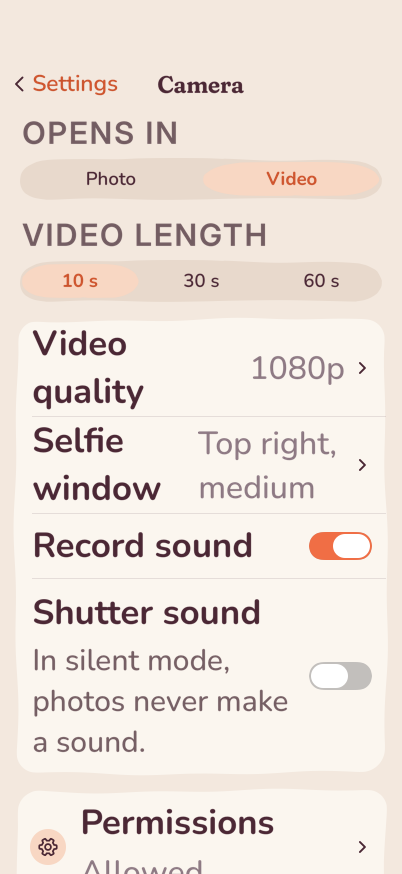 Settings
Camera
OPENS IN
Photo
Video
VIDEO LENGTH
10 s
30 s
60 s
Video
quality
1080p
Selfie
window
Top right,
medium
Record sound
Shutter sound
In silent mode,
photos never make
a sound.
Permissions
Allowed